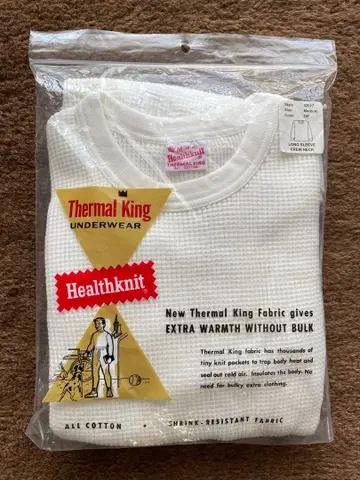 Medium
LONG SLEEVE
CREW NECK
Healthknit
THERMAL KING
Thermal King
UNDERWEAR
Healthknit
New Thermal King Fabric gives
EXTRA WARMTH WITHOUT BULK
Thermal King fabric has thousands of
tiny knit pockets to trap body heat and
seal out cold air. Insulates the body. No
need for bulky extra clothing.
ALL COTTON • SHRINK-RESISTANT FABRIC